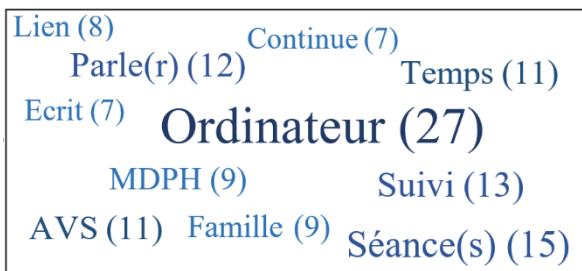 Lien (8)
Continue (7)
Parle(r) (12)
Temps (11)
Ecrit (7)
Ordinateur (27)
MDPH (9)
Suivi (13)
AVS (11)
Famille (9)
Séance(s) (15)